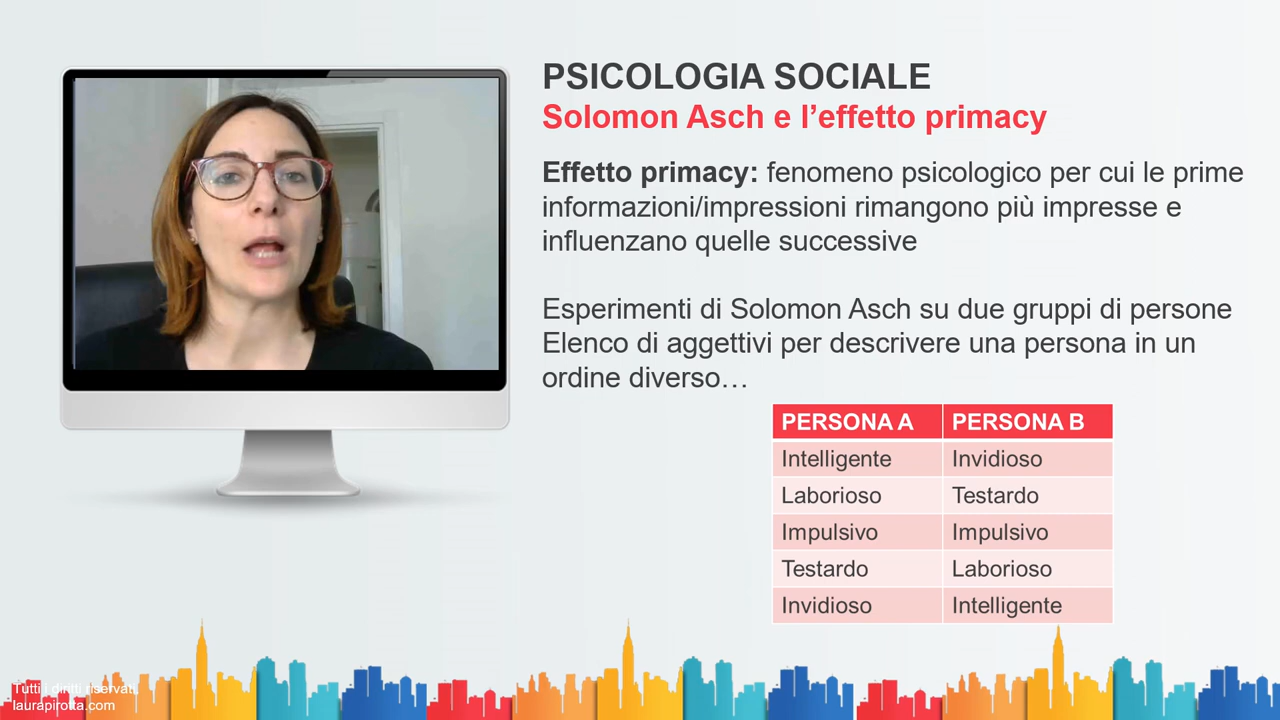 PSICOLOGIA SOCIALE
Solomon Asch e l'effetto primacy
Effetto primacy: fenomeno psicologico per cui le prime
informazioni/impressioni rimangono più impresse e
influenzano quelle successive
Esperimenti di Solomon Asch su due gruppi di persone
Elenco di aggettivi per descrivere una persona in un
ordine diverso…
PERSONA A PERSONA B
Intelligente Invidioso
Laborioso Testardo
Impulsivo Impulsivo
Testardo Laborioso
Invidioso Intelligente
Tutti i diritti riservati
laurapirotta.com